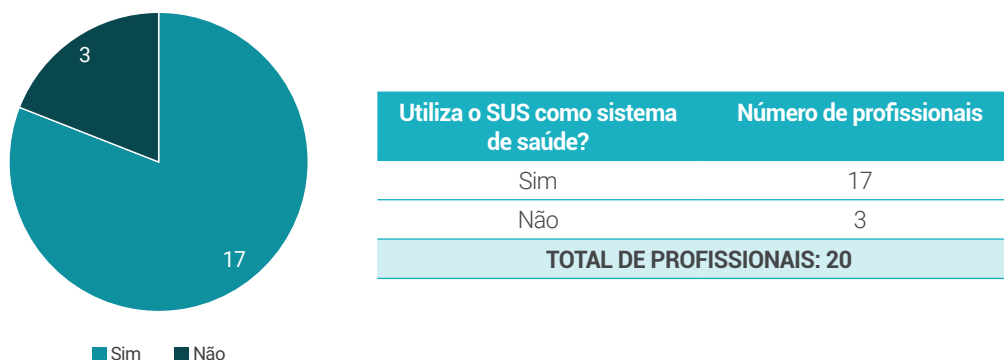 3
17
Sim Não
Utiliza o SUS como sistema
de saúde?
Número de profissionais
Sim 17
Não 3
TOTAL DE PROFISSIONAIS: 20